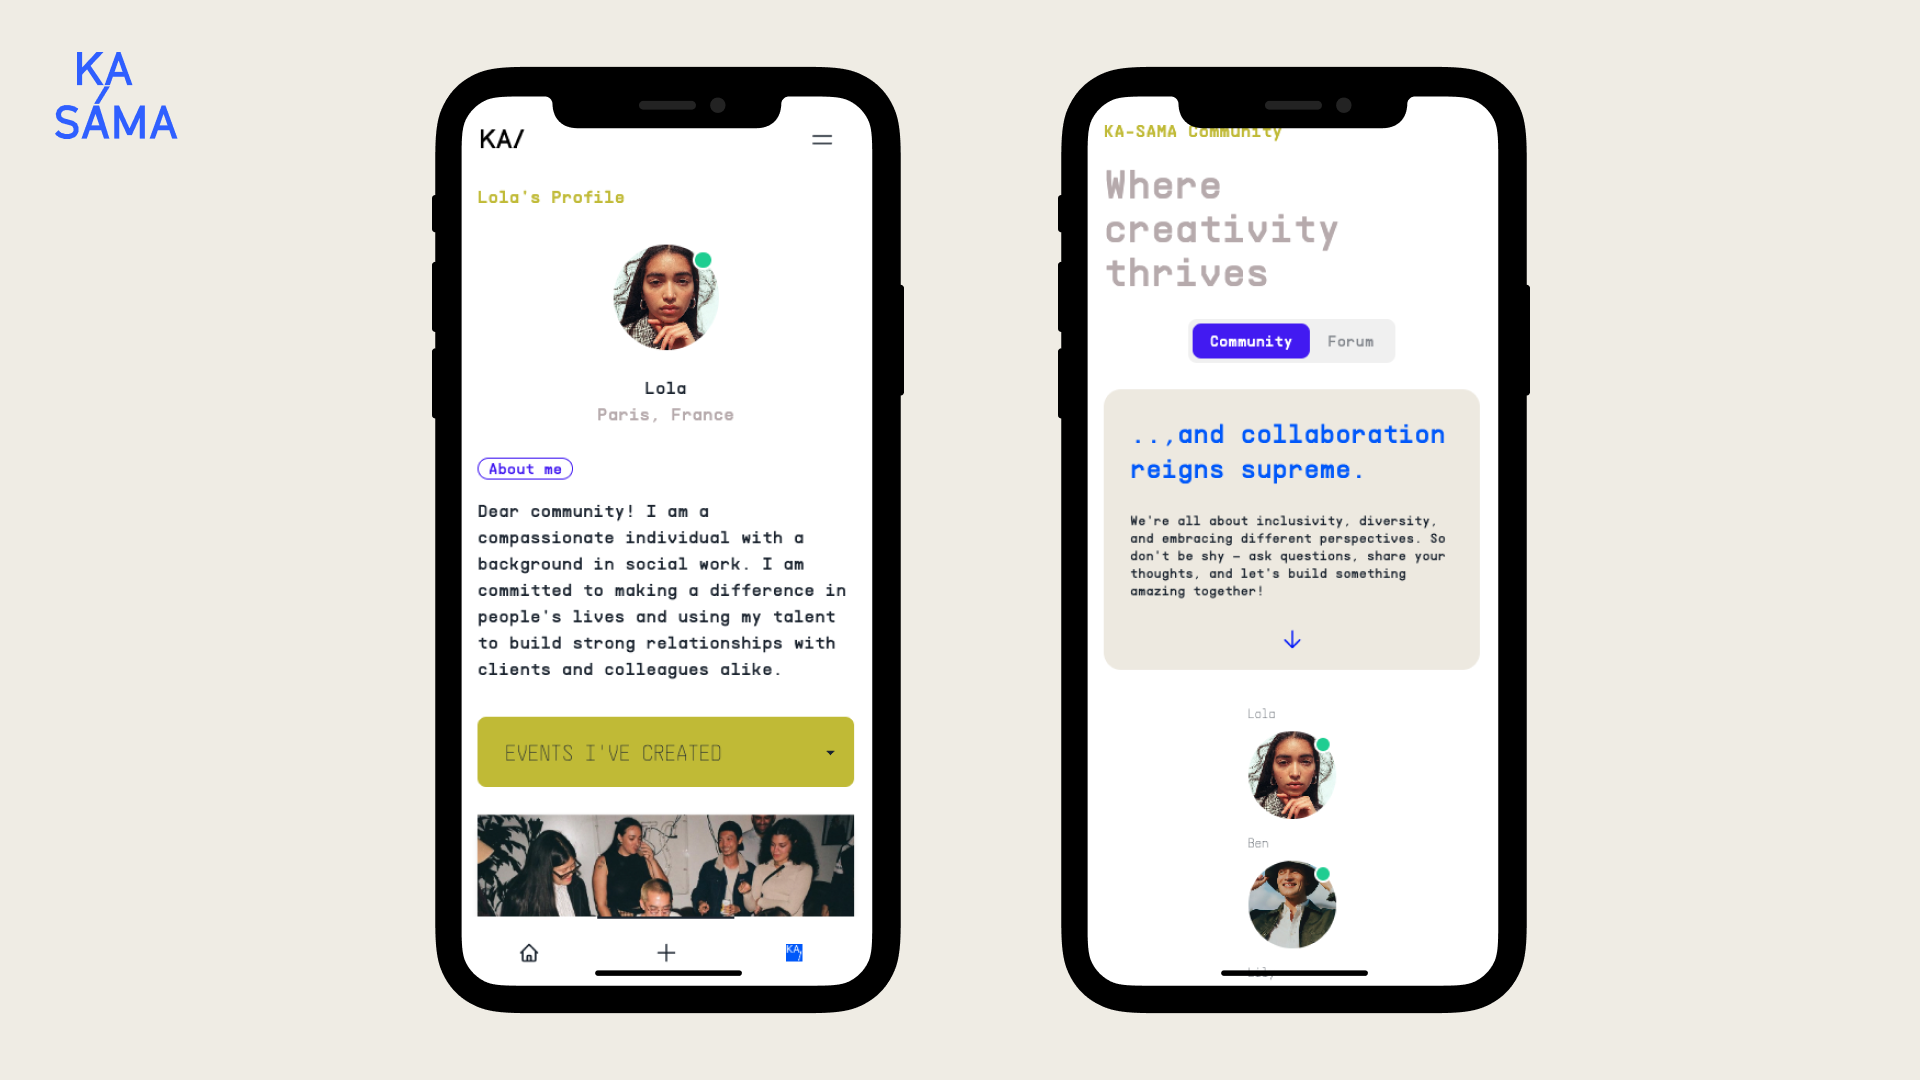 KA
/
SAMA
KA/
Lola's Profile
Lola
Paris, France
About me
Dear community! I am a
compassionate individual with a
background in social work. I am
committed to making a difference in
people's lives and using my talent
to build strong relationships with
clients and colleagues alike.
EVENTS I'VE CREATED
KA/
KA-SAMA Community
Where
creativity
thrives
Community Forum
..,and collaboration
reigns supreme.
We're all about inclusivity, diversity,
and embracing different perspectives. So
don't be shy – ask questions, share your
thoughts, and let's build something
amazing together!
Lola
Ben
Lily